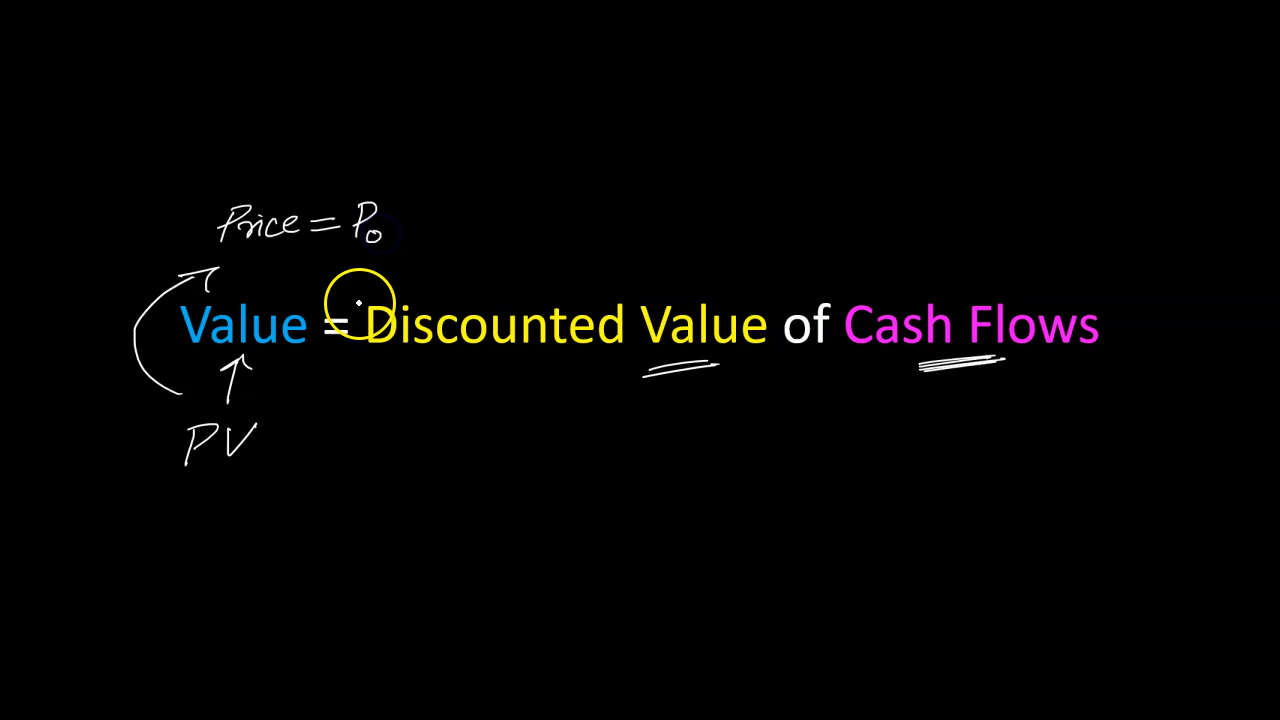 Price = P₀
Value = Discounted Value of Cash Flows
PV